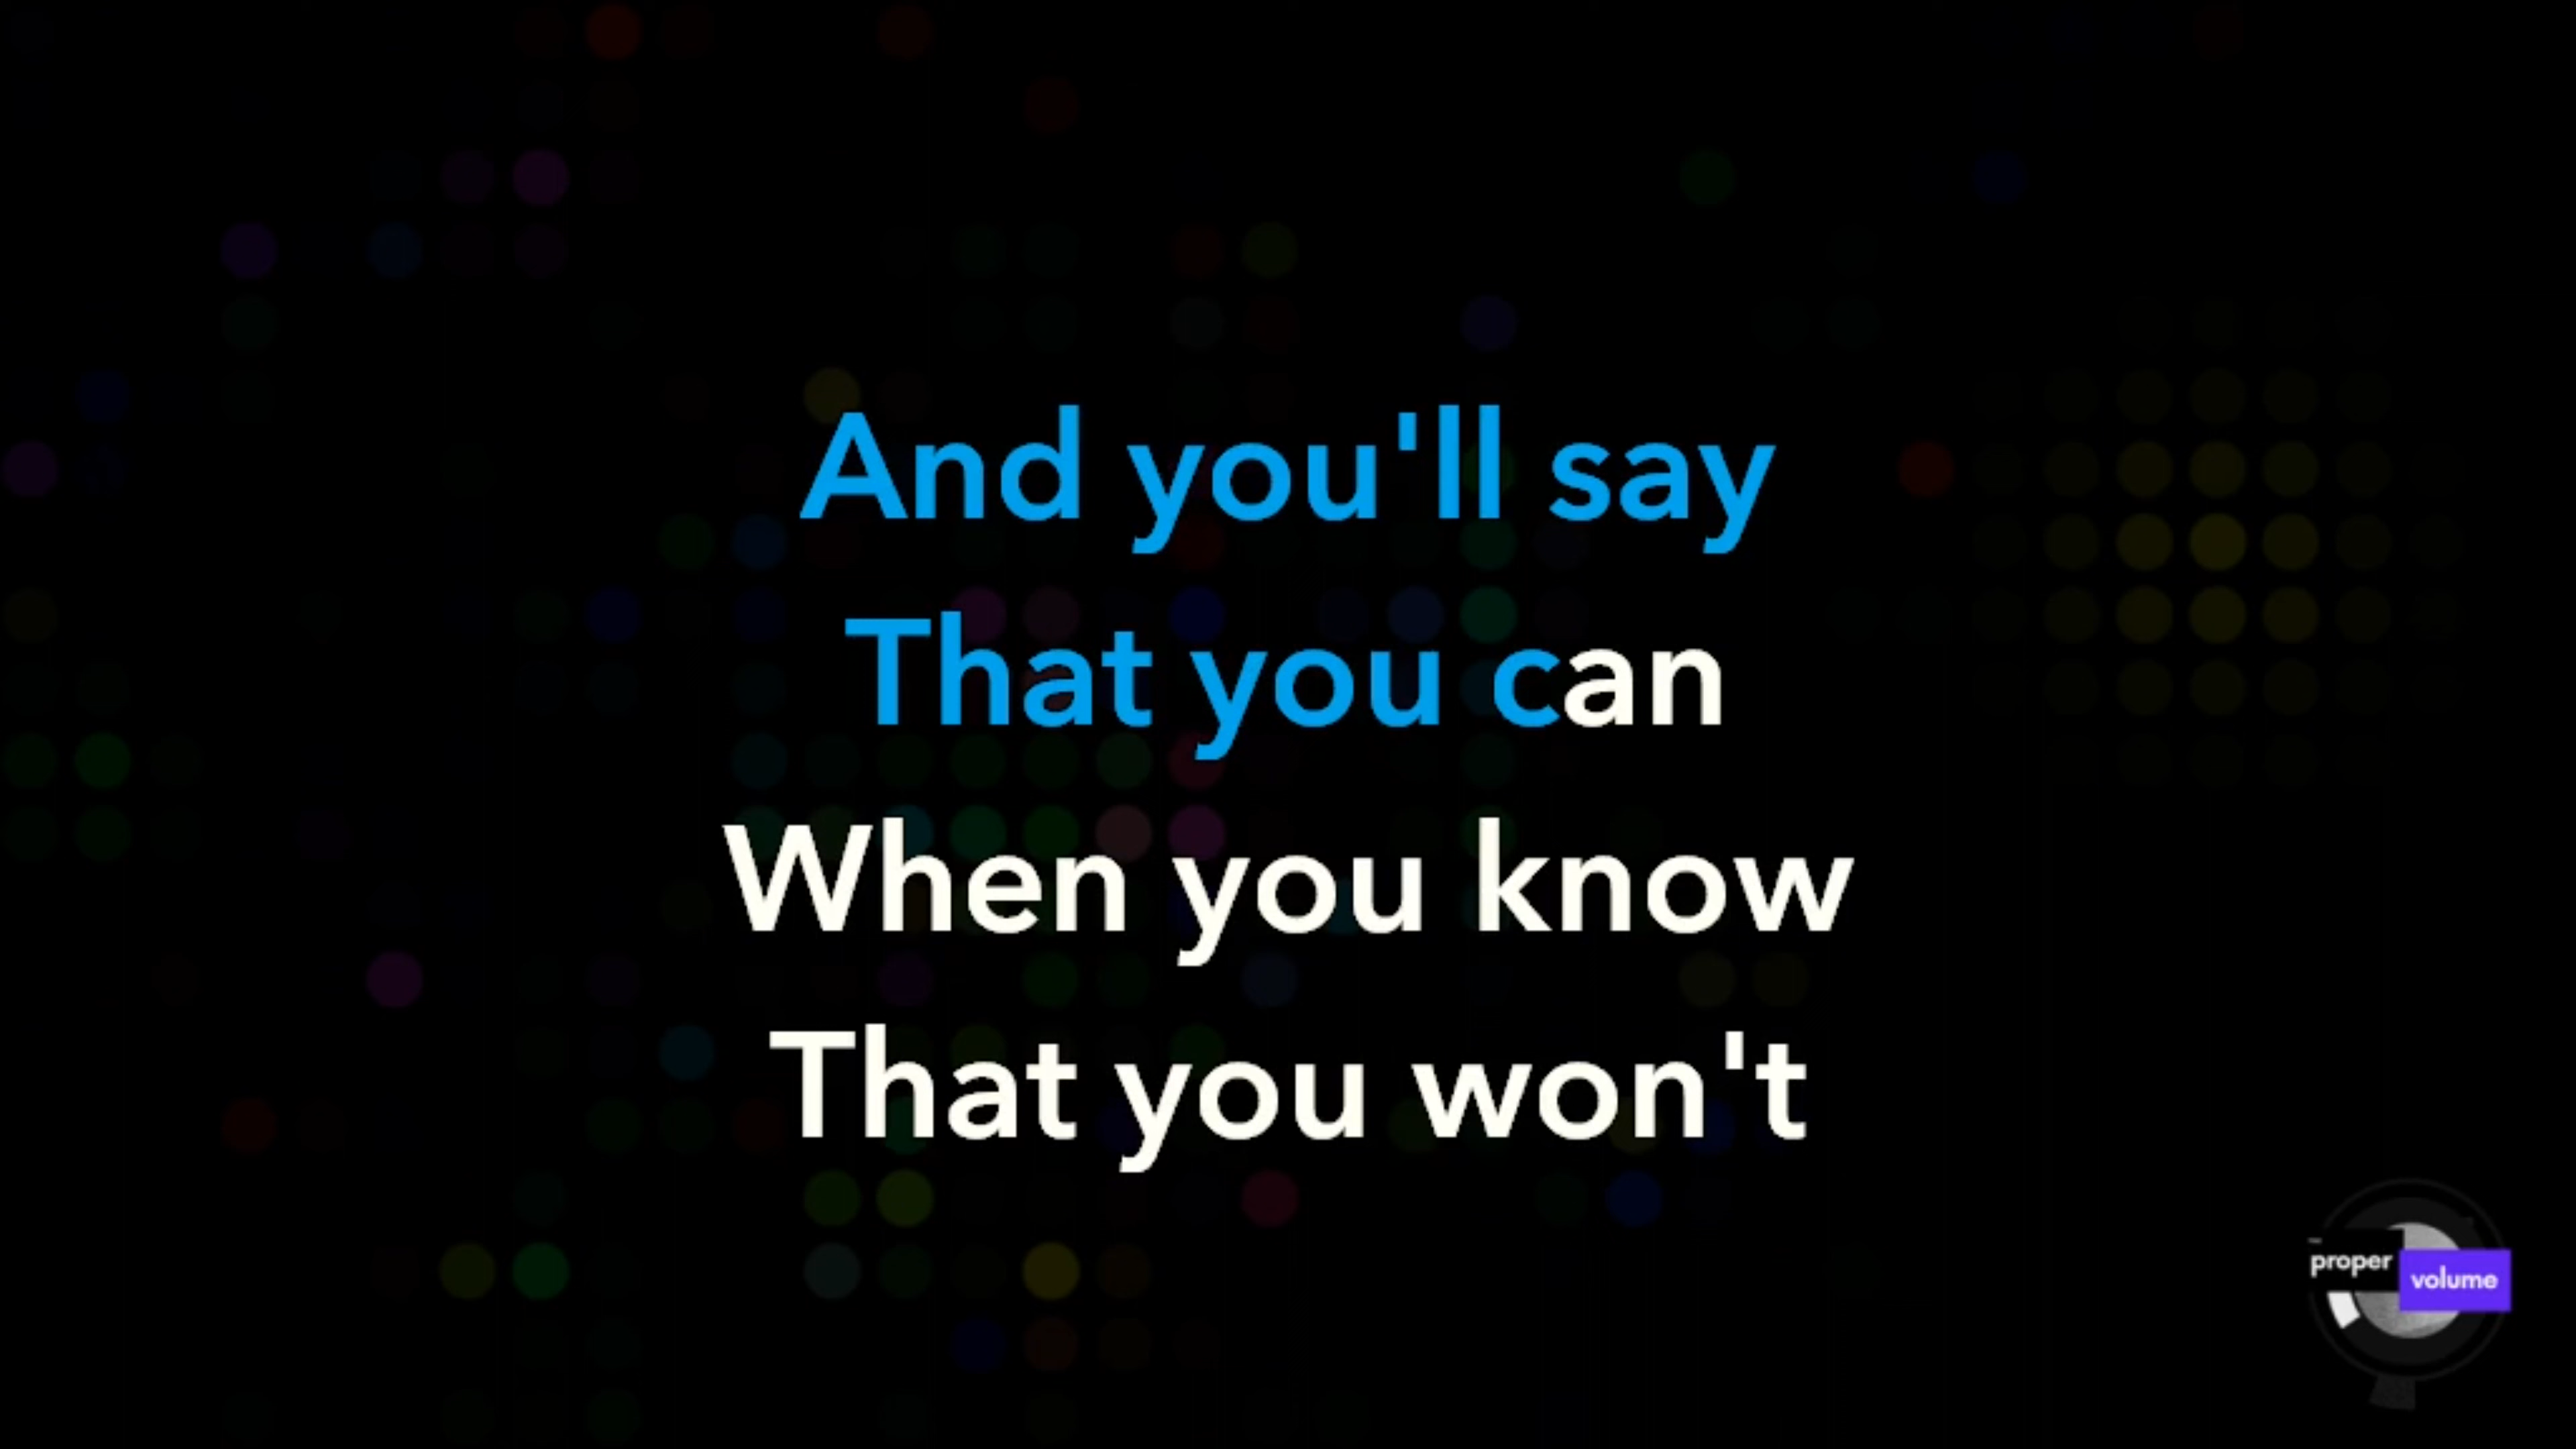 And you'll say
That you can
When you know
That you won't
proper
volume